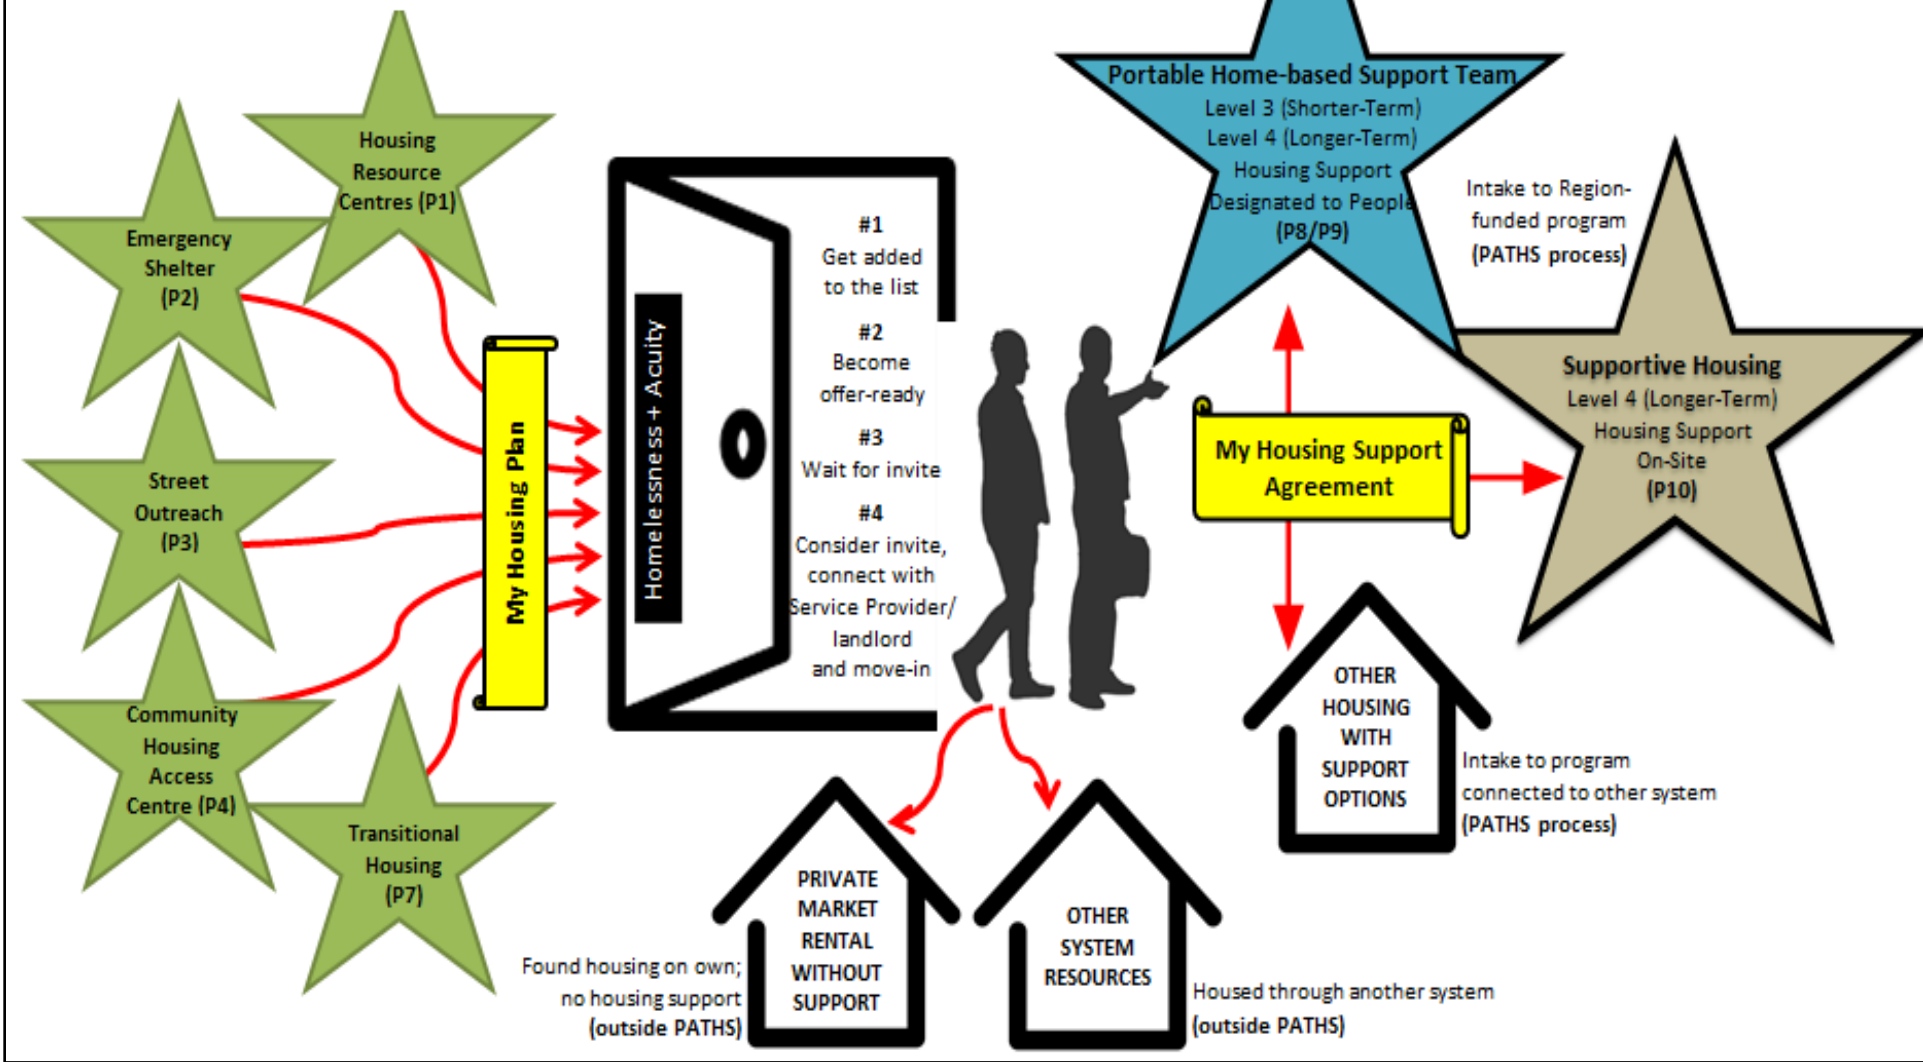 Housing
Resource
Centres (P1)
Emergency
Shelter
(P2)
Street
Outreach
(P3)
Community
Housing
Access
Centre (P4)
Transitional
Housing
(P7)
My Housing Plan
Homelessness + Acuity
#1
Get added
to the list
#2
Become
offer-ready
#3
Wait for invite
#4
Consider invite,
connect with
Service Provider/
landlord
and move-in
Portable Home-based Support Team
Level 3 (Shorter-Term)
Level 4 (Longer-Term)
Housing Support
Designated to People
(P8/P9)
Intake to Region-
funded program
(PATHS process)
Supportive Housing
Level 4 (Longer-Term)
Housing Support
On-Site
(P10)
My Housing Support
Agreement
OTHER
HOUSING
WITH
SUPPORT
OPTIONS
Intake to program
connected to other system
(PATHS process)
PRIVATE
MARKET
RENTAL
WITHOUT
SUPPORT
Found housing on own;
no housing support
(outside PATHS)
OTHER
SYSTEM
RESOURCES
Housed through another system
(outside PATHS)